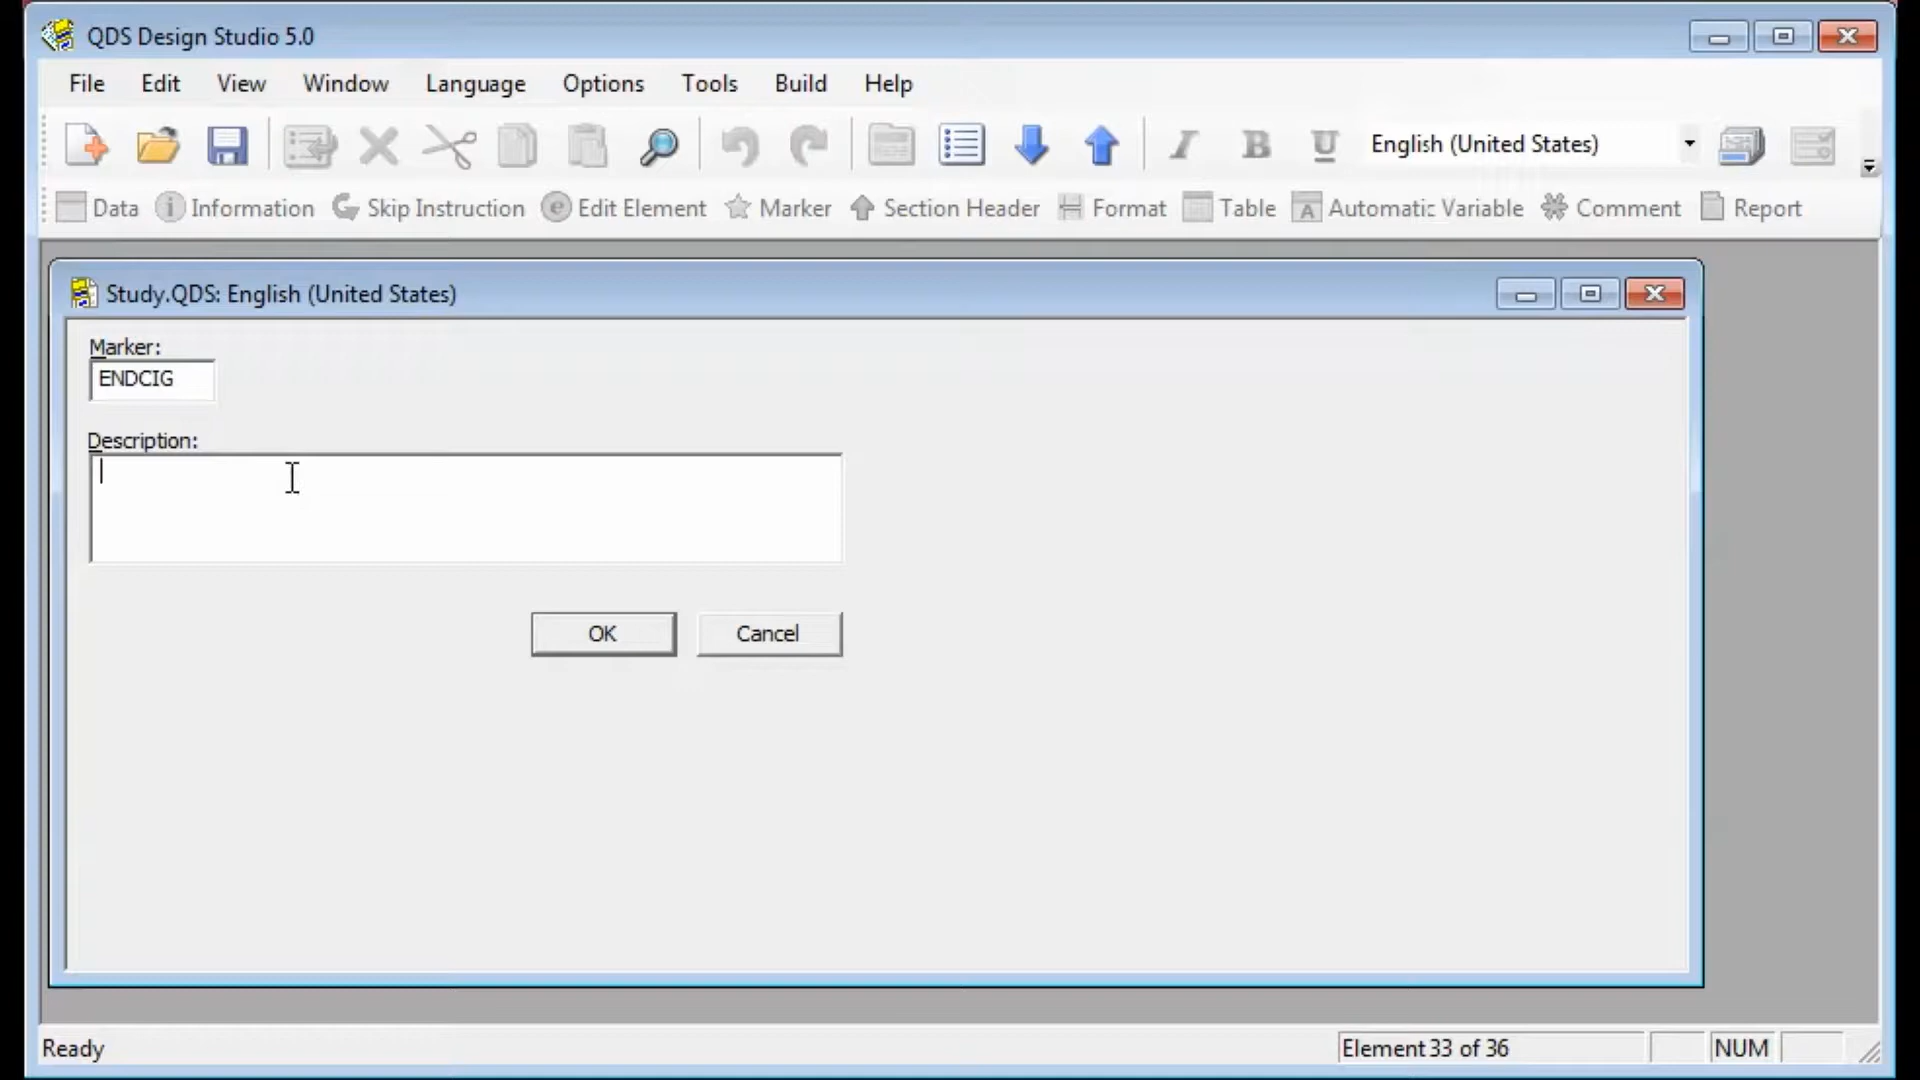 QDS Design Studio 5.0
File Edit View Window Language Options Tools Build Help
I B U English (United States)
Data Information Skip Instruction Edit Element Marker Section Header Format Table Automatic Variable Comment Report
Study.QDS: English (United States)
Marker:
ENDCIG
Description:
OK Cancel
Ready Element 33 of 36 NUM